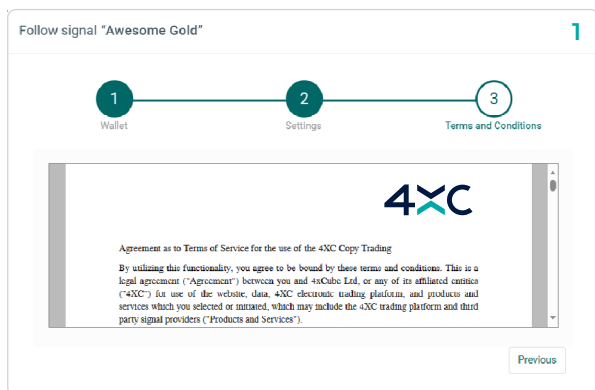 Follow signal “Awesome Gold”
1
1
2
3
Wallet
Settings
Terms and Conditions
4XC
Agreement as to Terms of Service for the use of the 4XC Copy Trading
By utilizing this functionality, you agree to be bound by these terms and conditions. This is a
legal agreement ("Agreement") between you and 4xCube Ltd, or any of its affiliated entities
("4XC") for use of the website, data, 4XC electronic trading platform, and products and
services which you selected or initiated, which may include the 4XC trading platform and third
party signal providers ("Products and Services").
Previous